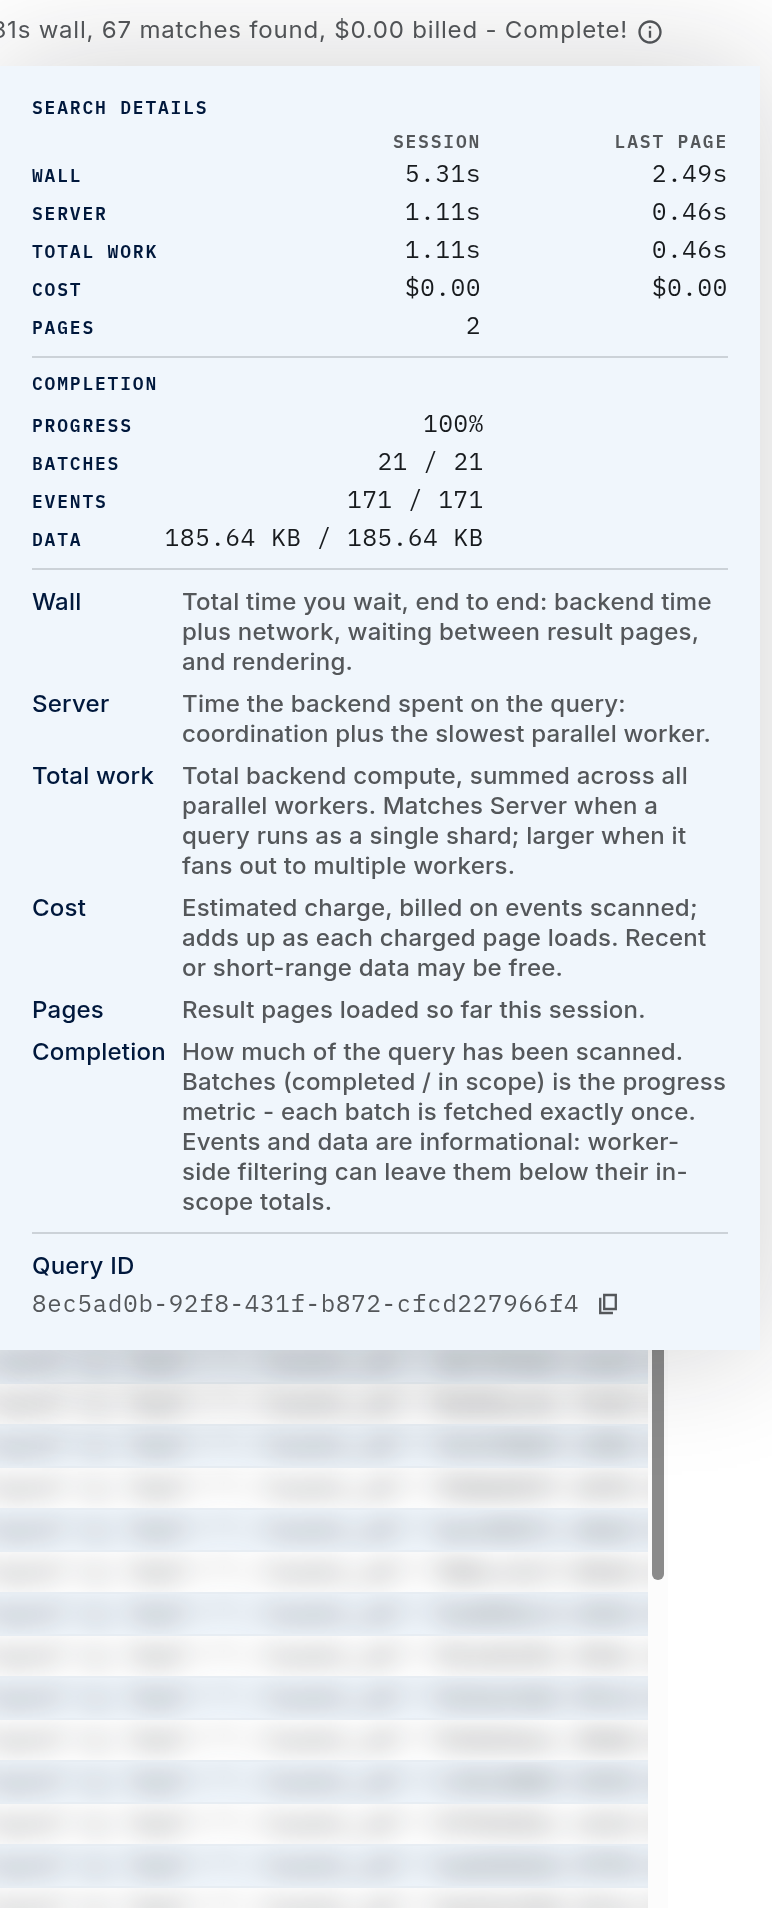 31s wall, 67 matches found, $0.00 billed - Complete!
SEARCH DETAILS
SESSION LAST PAGE
WALL 5.31s 2.49s
SERVER 1.11s 0.46s
TOTAL WORK 1.11s 0.46s
COST $0.00 $0.00
PAGES 2
COMPLETION
PROGRESS 100%
BATCHES 21 / 21
EVENTS 171 / 171
DATA 185.64 KB / 185.64 KB
Wall Total time you wait, end to end: backend time
plus network, waiting between result pages,
and rendering.
Server Time the backend spent on the query:
coordination plus the slowest parallel worker.
Total work Total backend compute, summed across all
parallel workers. Matches Server when a
query runs as a single shard; larger when it
fans out to multiple workers.
Cost Estimated charge, billed on events scanned;
adds up as each charged page loads. Recent
or short-range data may be free.
Pages Result pages loaded so far this session.
Completion How much of the query has been scanned.
Batches (completed / in scope) is the progress
metric - each batch is fetched exactly once.
Events and data are informational: worker-
side filtering can leave them below their in-
scope totals.
Query ID
8ec5ad0b-92f8-431f-b872-cfcd227966f4